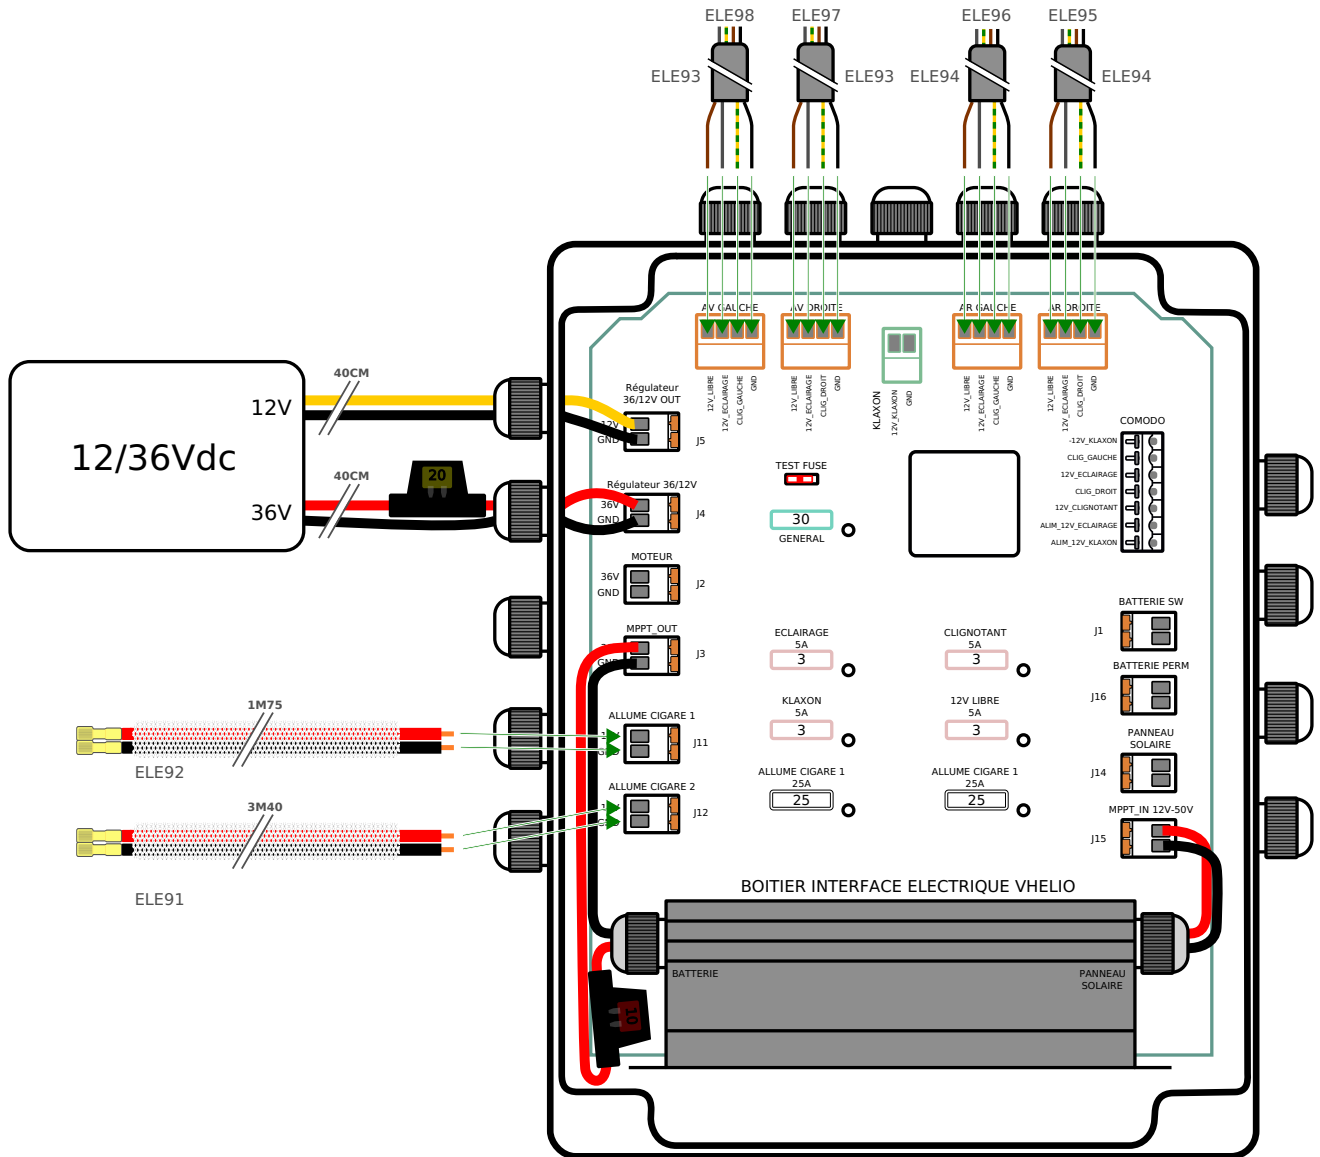 ELE98
ELE97
ELE96
ELE95
ELE93
ELE93
ELE94
ELE94
AV GAUCHE
AV DROITE
AR GAUCHE
AR DROITE
12V_LIBRE
12V_ECLAIRAGE
CLIG_GAUCHE
GND
12V_LIBRE
12V_ECLAIRAGE
CLIG_DROIT
GND
KLAXON
12V_KLAXON
GND
12V_LIBRE
12V_ECLAIRAGE
CLIG_GAUCHE
GND
12V_LIBRE
12V_ECLAIRAGE
CLIG_DROIT
GND
12/36Vdc
12V
36V
40CM
40CM
20
Régulateur
36/12V OUT
12V
GND
J5
Régulateur 36/12V
36V
GND
J4
MOTEUR
36V
GND
J2
MPPT_OUT
GND
J3
ALLUME CIGARE 1
J11
ALLUME CIGARE 2
J12
TEST FUSE
30
GENERAL
ECLAIRAGE
5A
3
CLIGNOTANT
5A
3
KLAXON
5A
3
12V LIBRE
5A
3
ALLUME CIGARE 1
25A
25
ALLUME CIGARE 1
25A
25
COMODO
-12V_KLAXON
CLIG_GAUCHE
12V_ECLAIRAGE
CLIG_DROIT
12V_CLIGNOTANT
ALIM_12V_ECLAIRAGE
ALIM_12V_KLAXON
BATTERIE SW
J1
BATTERIE PERM
J16
PANNEAU
SOLAIRE
J14
MPPT_IN 12V-50V
J15
1M75
ELE92
3M40
ELE91
BOITIER INTERFACE ELECTRIQUE VHELIO
BATTERIE
PANNEAU
SOLAIRE
10